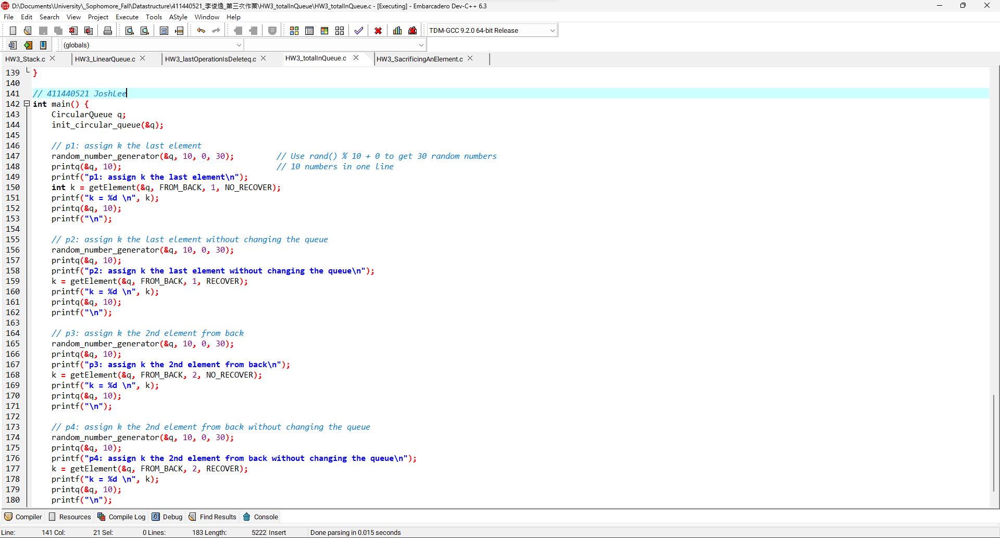 D:\Documents\University\_Sophomore_Fall\Datastructure\411440521_李俊逸_第三次作業\HW3_totalInQueue\HW3_totalInQueue.c - [Executing] - Embarcadero Dev-C++ 6.3
File Edit Search View Project Execute Tools AStyle Window Help
TDM-GCC 9.2.0 64-bit Release
(globals)
HW3_Stack.c HW3_LinearQueue.c HW3_lastOperationIsDeleteq.c HW3_totalInQueue.c HW3_SacrificingAnElement.c
139 }
140
141 // 411440521 JoshLee
142 int main() {
143 CircularQueue q;
144 init_circular_queue(&q);
145
146 // p1: assign k the last element
147 random_number_generator(&q, 10, 0, 30); // Use rand() % 10 + 0 to get 30 random numbers
148 printq(&q, 10); // 10 numbers in one line
149 printf("p1: assign k the last element\n");
150 int k = getElement(&q, FROM_BACK, 1, NO_RECOVER);
151 printf("k = %d \n", k);
152 printq(&q, 10);
153 printf("\n");
154
155 // p2: assign k the last element without changing the queue
156 random_number_generator(&q, 10, 0, 30);
157 printq(&q, 10);
158 printf("p2: assign k the last element without changing the queue\n");
159 k = getElement(&q, FROM_BACK, 1, RECOVER);
160 printf("k = %d \n", k);
161 printq(&q, 10);
162 printf("\n");
163
164 // p3: assign k the 2nd element from back
165 random_number_generator(&q, 10, 0, 30);
166 printq(&q, 10);
167 printf("p3: assign k the 2nd element from back\n");
168 k = getElement(&q, FROM_BACK, 2, NO_RECOVER);
169 printf("k = %d \n", k);
170 printq(&q, 10);
171 printf("\n");
172
173 // p4: assign k the 2nd element from back without changing the queue
174 random_number_generator(&q, 10, 0, 30);
175 printq(&q, 10);
176 printf("p4: assign k the 2nd element from back without changing the queue\n");
177 k = getElement(&q, FROM_BACK, 2, RECOVER);
178 printf("k = %d \n", k);
179 printq(&q, 10);
180 printf("\n");
Compiler Resources Compile Log Debug Find Results Console
Line: 141 Col: 21 Sel: 0 Lines: 183 Length: 5222 Insert Done parsing in 0.015 seconds